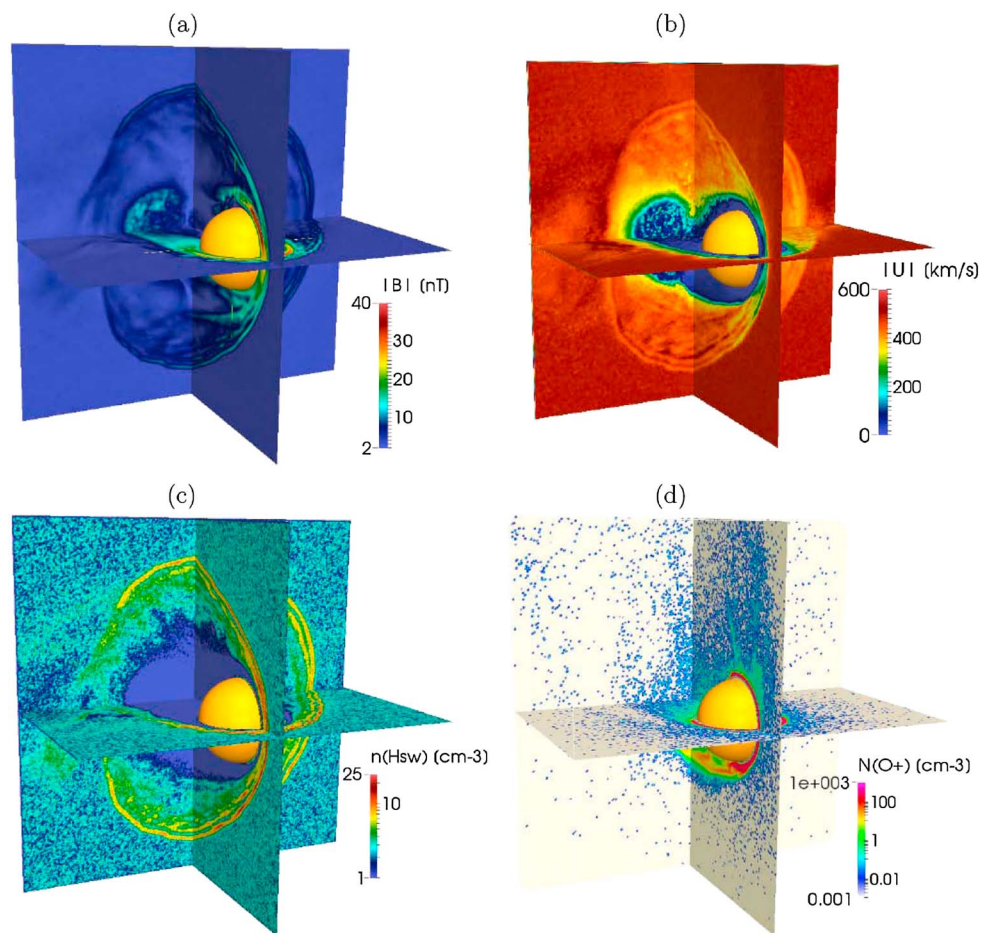 (a)
(b)
|B| (nT)
40
30
20
10
2
|U| (km/s)
600
400
200
0
(c)
(d)
n(Hsw) (cm-3)
25
10
1
N(O+) (cm-3)
1e+003
100
1
0.01
0.001